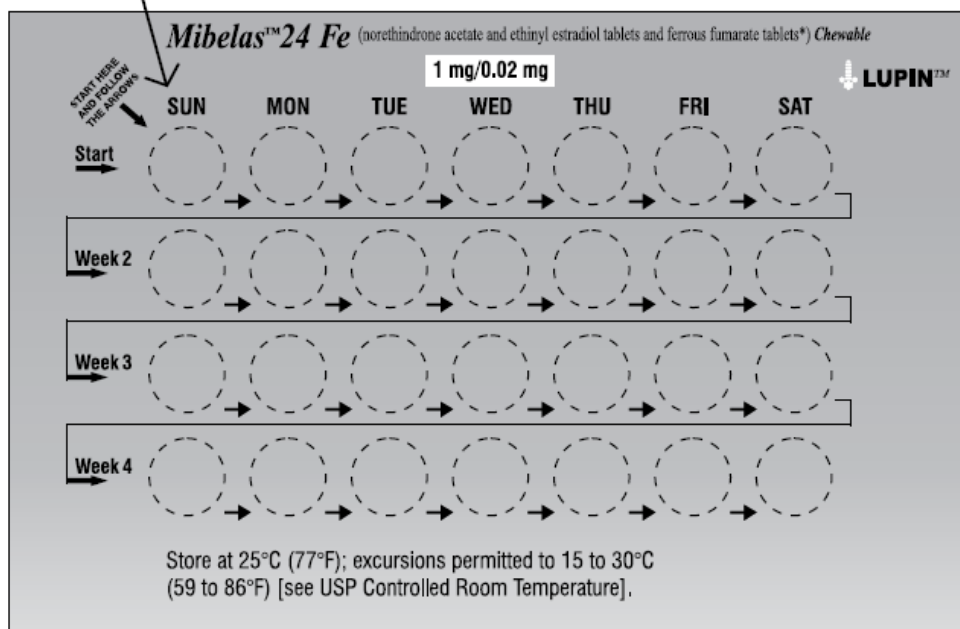 Mibelas™24 Fe (norethindrone acetate and ethinyl estradiol tablets and ferrous fumarate tablets*) Chewable
1 mg/0.02 mg
LUPIN™
START HERE
AND FOLLOW
THE ARROWS
SUN MON TUE WED THU FRI SAT
Start
Week 2
Week 3
Week 4
Store at 25°C (77°F); excursions permitted to 15 to 30°C
(59 to 86°F) [see USP Controlled Room Temperature].